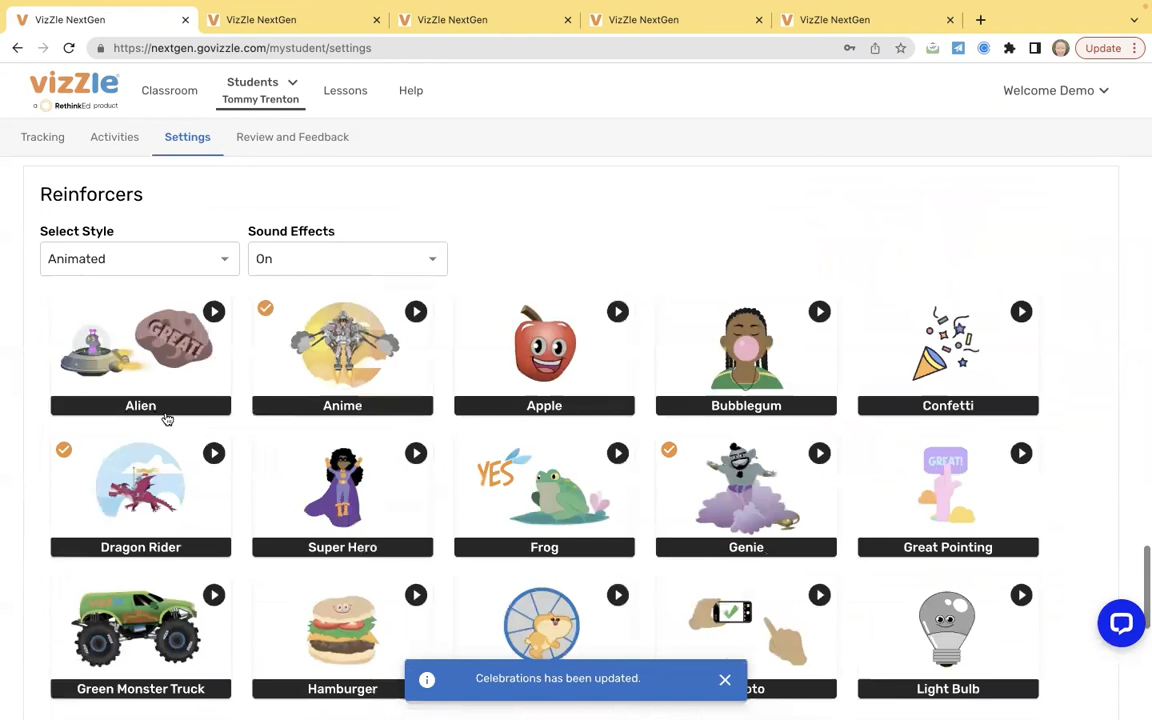 VizZle NextGen
VizZle NextGen
VizZle NextGen
VizZle NextGen
VizZle NextGen
https://nextgen.govizzle.com/mystudent/settings
Update
vizZle
a RethinkEd product
Classroom
Students
Tommy Trenton
Lessons
Help
Welcome Demo
Tracking
Activities
Settings
Review and Feedback
Reinforcers
Select Style
Sound Effects
Animated
On
GREAT!
Alien
Anime
Apple
Bubblegum
Confetti
YES
GREAT!
Dragon Rider
Super Hero
Frog
Genie
Great Pointing
Green Monster Truck
Hamburger
oto
Light Bulb
Celebrations has been updated.